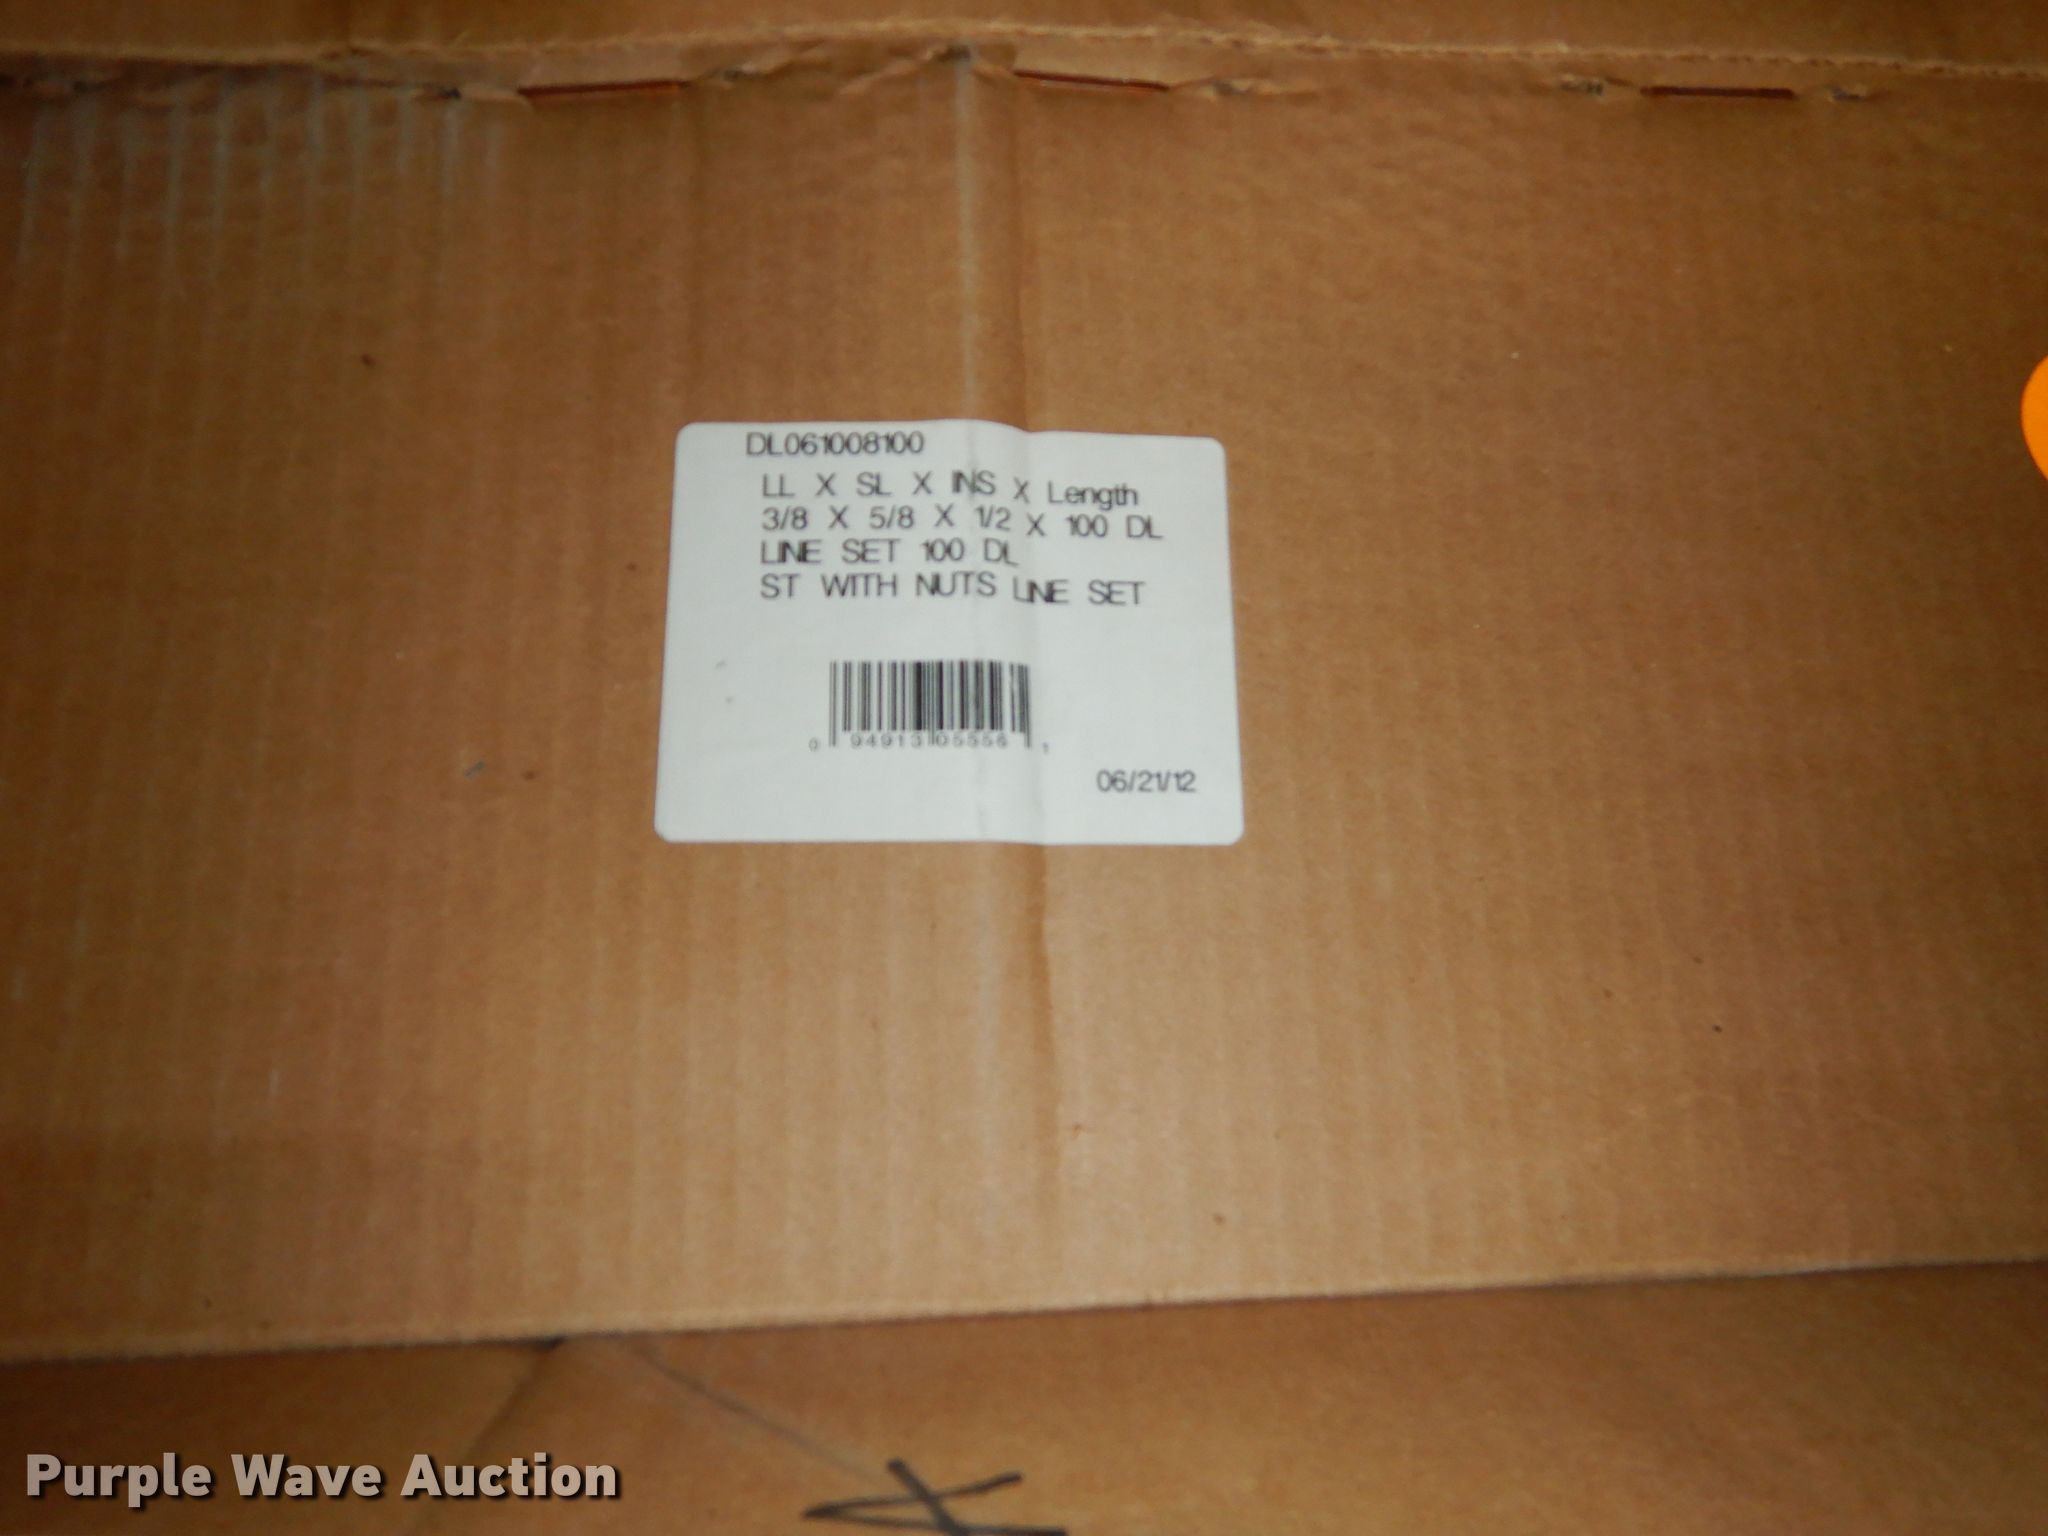 DL061008100
LL X SL X INS X Length
3/8 X 5/8 X 1/2 X 100 DL
LINE SET 100 DL
ST WITH NUTS LINE SET
0 94913 05556 1
06/21/12
Purple Wave Auction